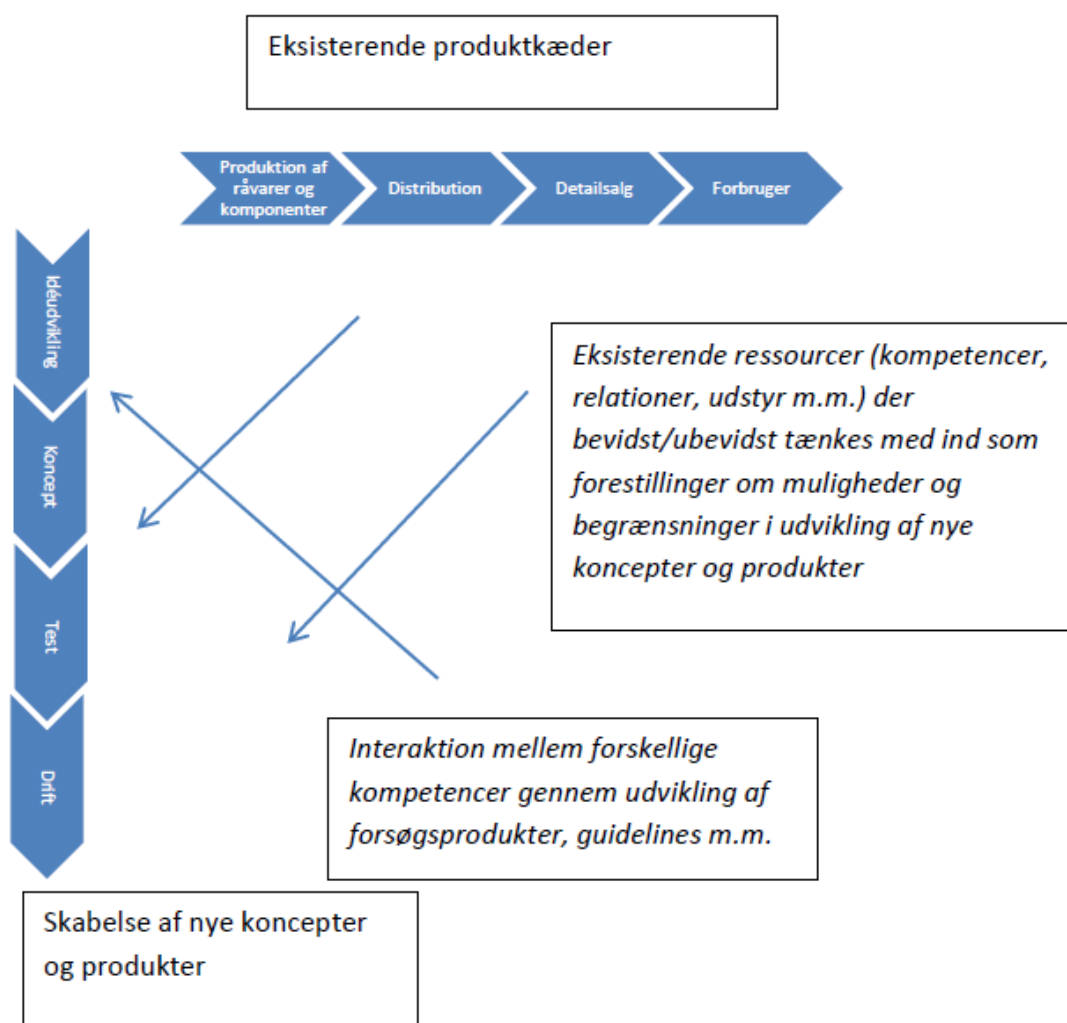 Eksisterende produktkæder
Produktion af
råvarer og
komponenter
Distribution
Detailsalg
Forbruger
Idéudvikling
Koncept
Test
Drift
Eksisterende ressourcer (kompetencer,
relationer, udstyr m.m.) der
bevidst/ubevidst tænkes med ind som
forestillinger om muligheder og
begrænsninger i udvikling af nye
koncepter og produkter
Interaktion mellem forskellige
kompetencer gennem udvikling af
forsøgsprodukter, guidelines m.m.
Skabelse af nye koncepter
og produkter